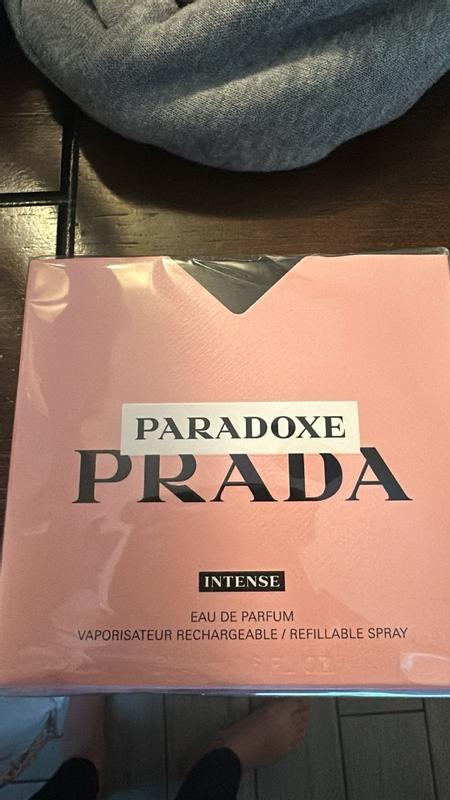 PARADOXE
PRADA
INTENSE
EAU DE PARFUM
VAPORISATEUR RECHARGEABLE / REFILLABLE SPRAY